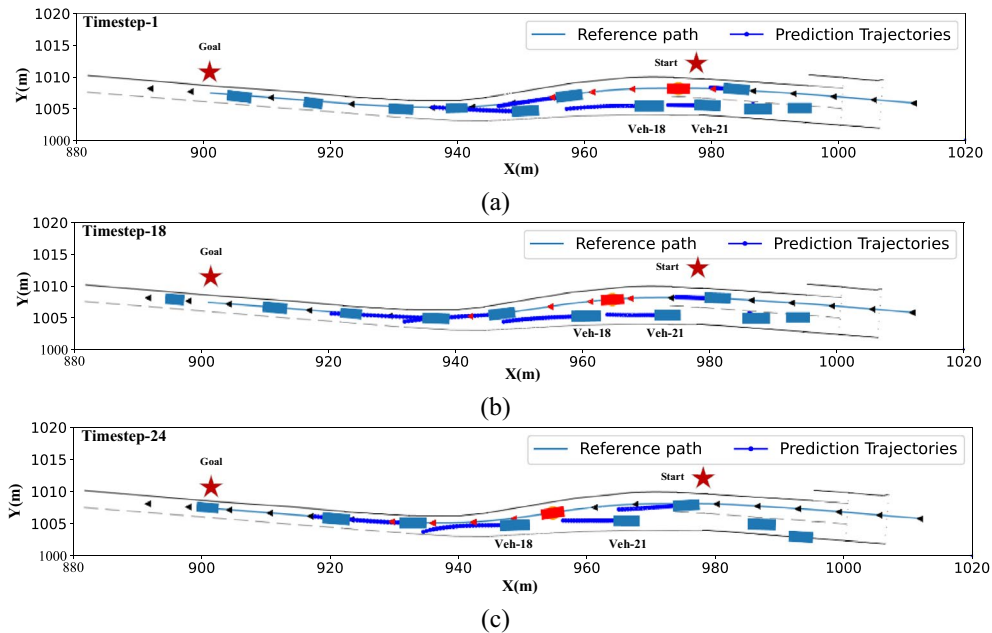 Timestep-1
Reference path
Prediction Trajectories
Goal
Start
Veh-18
Veh-21
Y(m)
1020
1015
1010
1005
1000
880
900
920
940
960
980
1000
1020
X(m)
(a)
Timestep-18
Reference path
Prediction Trajectories
Goal
Start
Veh-18
Veh-21
Y(m)
1020
1015
1010
1005
1000
880
900
920
940
960
980
1000
1020
X(m)
(b)
Timestep-24
Reference path
Prediction Trajectories
Goal
Start
Veh-18
Veh-21
Y(m)
1020
1015
1010
1005
1000
880
900
920
940
960
980
1000
1020
X(m)
(c)